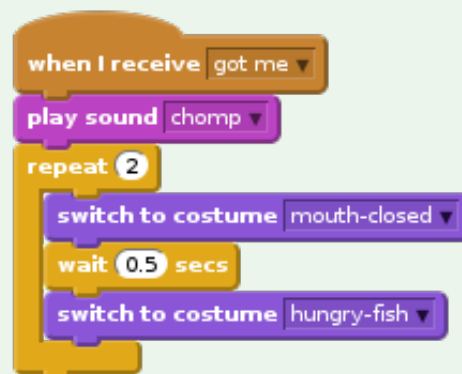 when I receive got me
play sound chomp
repeat 2
switch to costume mouth-closed
wait 0.5 secs
switch to costume hungry-fish